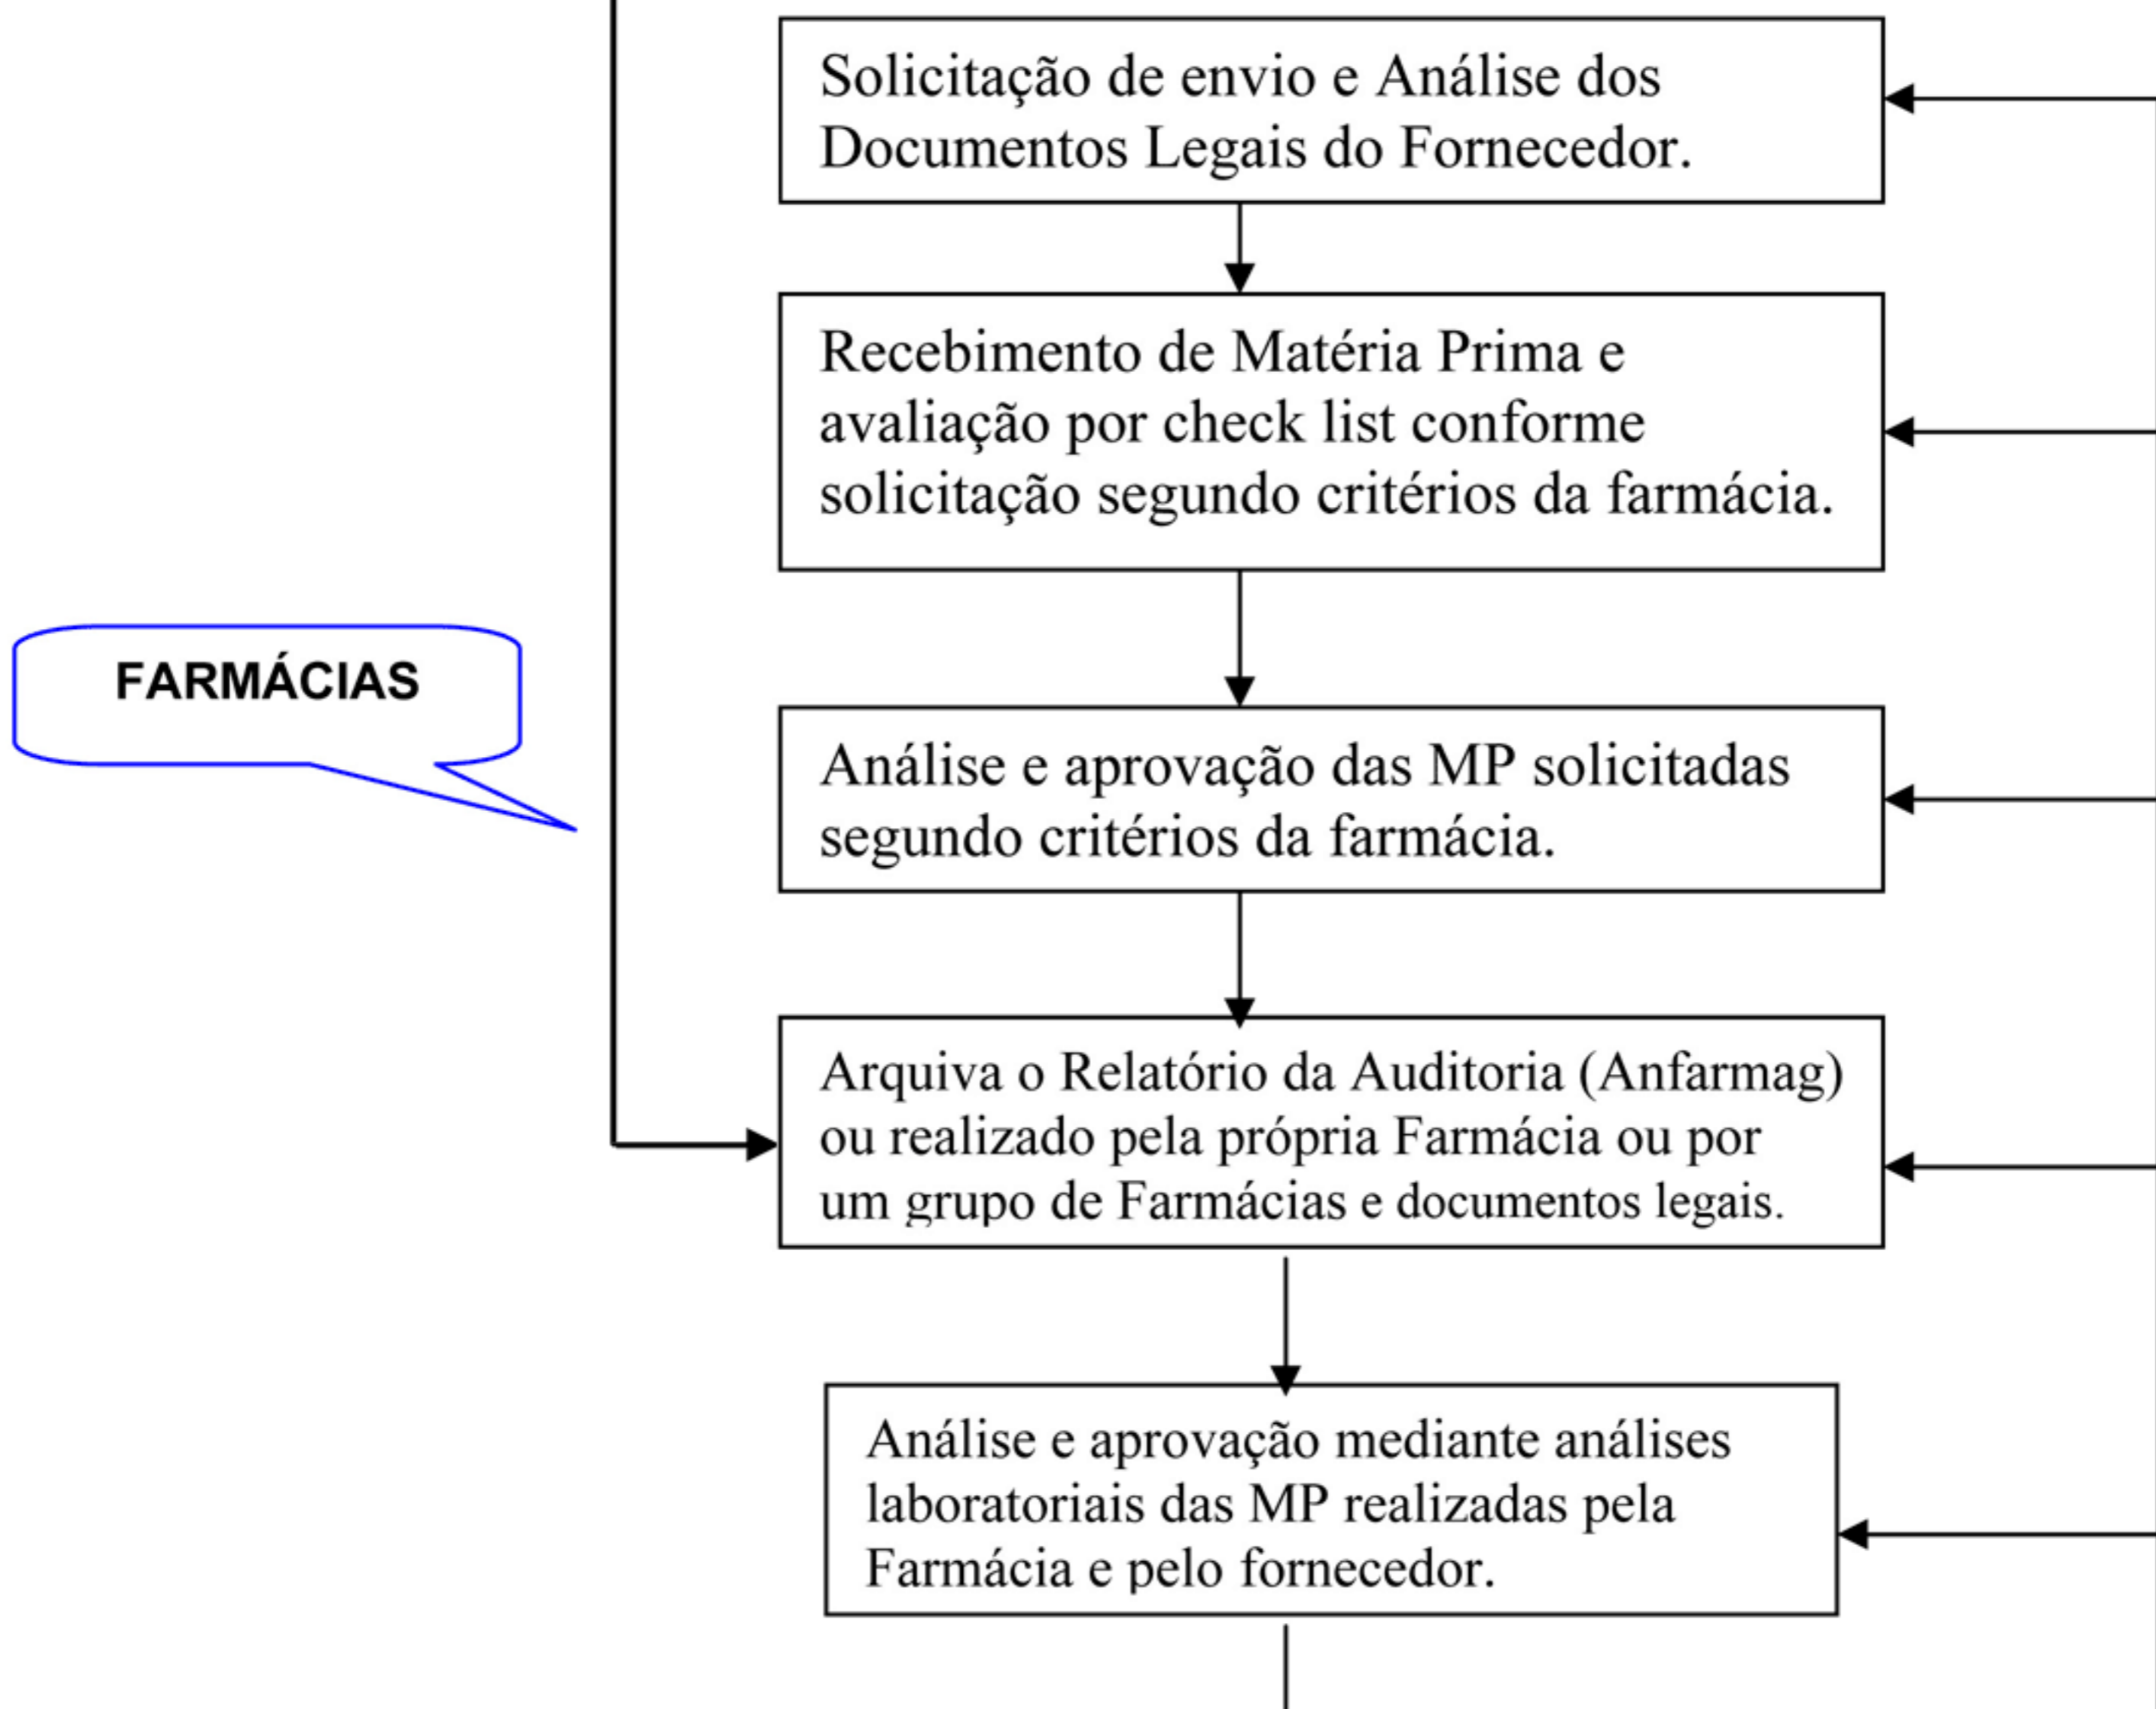 Solicitação de envio e Análise dos
Documentos Legais do Fornecedor.
Recebimento de Matéria Prima e
avaliação por check list conforme
solicitação segundo critérios da farmácia.
FARMÁCIAS
Análise e aprovação das MP solicitadas
segundo critérios da farmácia.
Arquiva o Relatório da Auditoria (Anfarmag)
ou realizado pela própria Farmácia ou por
um grupo de Farmácias e documentos legais.
Análise e aprovação mediante análises
laboratoriais das MP realizadas pela
Farmácia e pelo fornecedor.